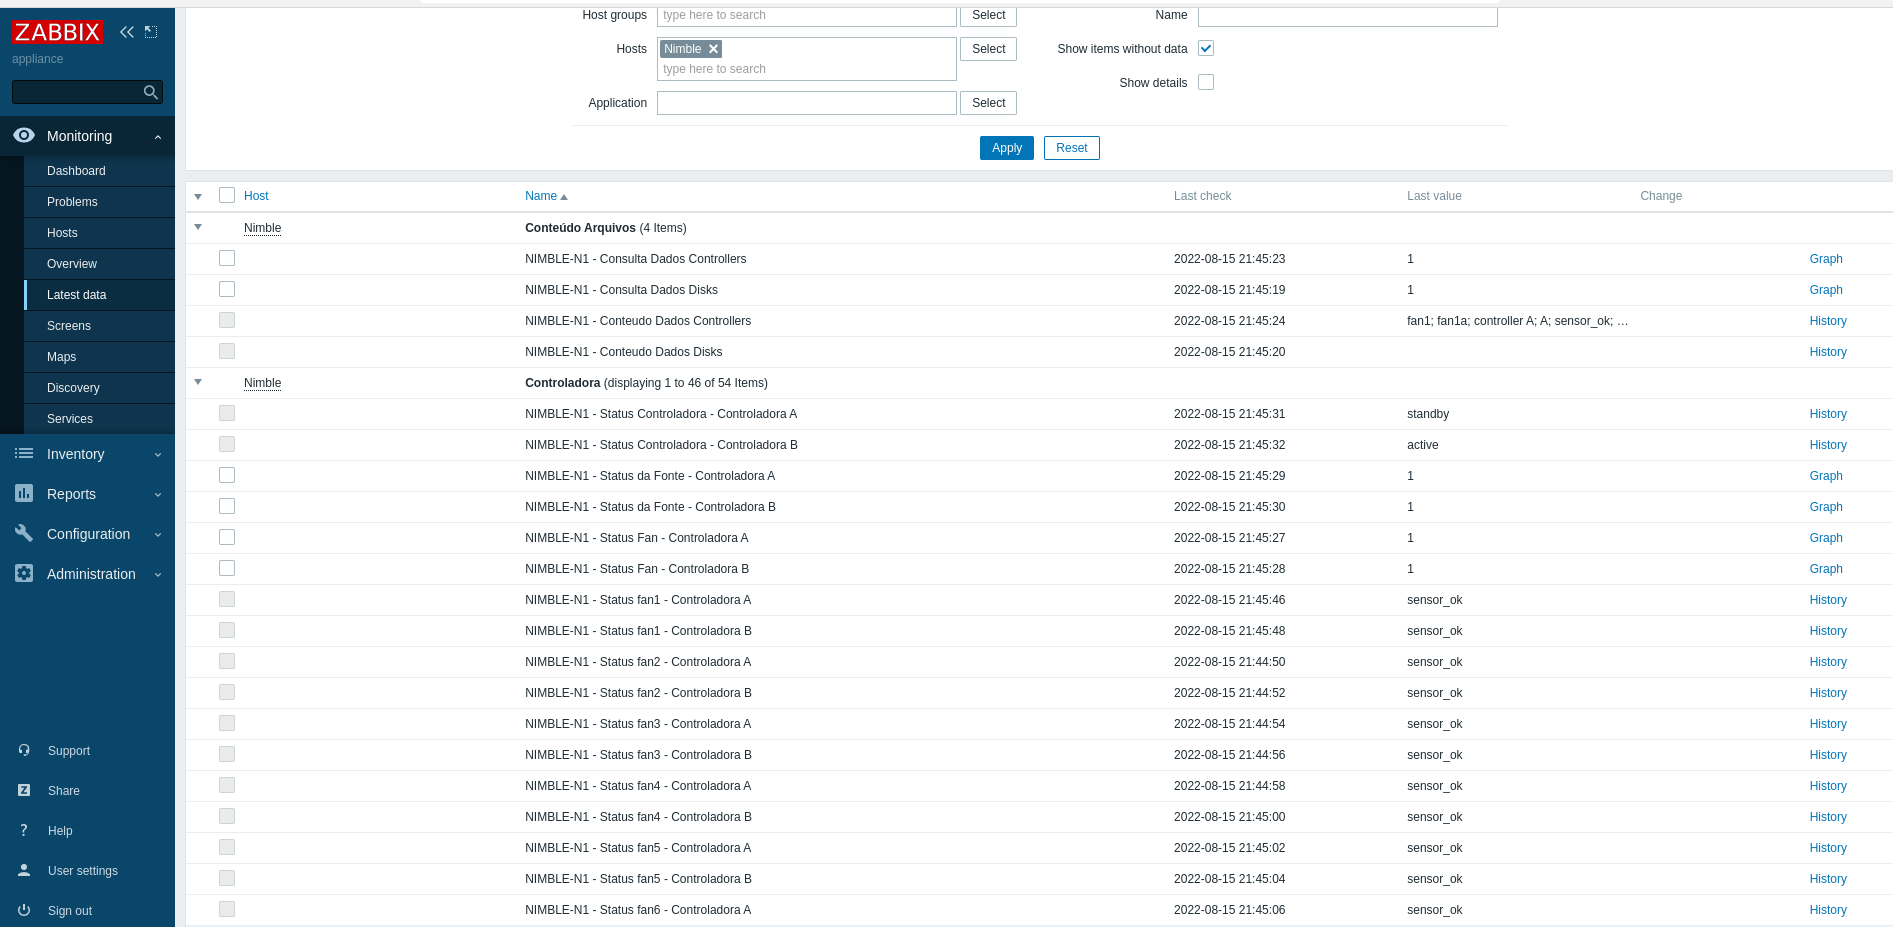 ZABBIX
appliance
Monitoring
Dashboard
Problems
Hosts
Overview
Latest data
Screens
Maps
Discovery
Services
Inventory
Reports
Configuration
Administration
Support
Share
Help
User settings
Sign out
Host groups type here to search Select Name
Hosts Nimble Select Show items without data
type here to search
Show details
Application Select
Apply Reset
Host Name Last check Last value Change
Nimble Conteúdo Arquivos (4 Items)
NIMBLE-N1 - Consulta Dados Controllers 2022-08-15 21:45:23 1 Graph
NIMBLE-N1 - Consulta Dados Disks 2022-08-15 21:45:19 1 Graph
NIMBLE-N1 - Conteudo Dados Controllers 2022-08-15 21:45:24 fan1; fan1a; controller A; A; sensor_ok; … History
NIMBLE-N1 - Conteudo Dados Disks 2022-08-15 21:45:20 History
Nimble Controladora (displaying 1 to 46 of 54 Items)
NIMBLE-N1 - Status Controladora - Controladora A 2022-08-15 21:45:31 standby History
NIMBLE-N1 - Status Controladora - Controladora B 2022-08-15 21:45:32 active History
NIMBLE-N1 - Status da Fonte - Controladora A 2022-08-15 21:45:29 1 Graph
NIMBLE-N1 - Status da Fonte - Controladora B 2022-08-15 21:45:30 1 Graph
NIMBLE-N1 - Status Fan - Controladora A 2022-08-15 21:45:27 1 Graph
NIMBLE-N1 - Status Fan - Controladora B 2022-08-15 21:45:28 1 Graph
NIMBLE-N1 - Status fan1 - Controladora A 2022-08-15 21:45:46 sensor_ok History
NIMBLE-N1 - Status fan1 - Controladora B 2022-08-15 21:45:48 sensor_ok History
NIMBLE-N1 - Status fan2 - Controladora A 2022-08-15 21:44:50 sensor_ok History
NIMBLE-N1 - Status fan2 - Controladora B 2022-08-15 21:44:52 sensor_ok History
NIMBLE-N1 - Status fan3 - Controladora A 2022-08-15 21:44:54 sensor_ok History
NIMBLE-N1 - Status fan3 - Controladora B 2022-08-15 21:44:56 sensor_ok History
NIMBLE-N1 - Status fan4 - Controladora A 2022-08-15 21:44:58 sensor_ok History
NIMBLE-N1 - Status fan4 - Controladora B 2022-08-15 21:45:00 sensor_ok History
NIMBLE-N1 - Status fan5 - Controladora A 2022-08-15 21:45:02 sensor_ok History
NIMBLE-N1 - Status fan5 - Controladora B 2022-08-15 21:45:04 sensor_ok History
NIMBLE-N1 - Status fan6 - Controladora A 2022-08-15 21:45:06 sensor_ok History